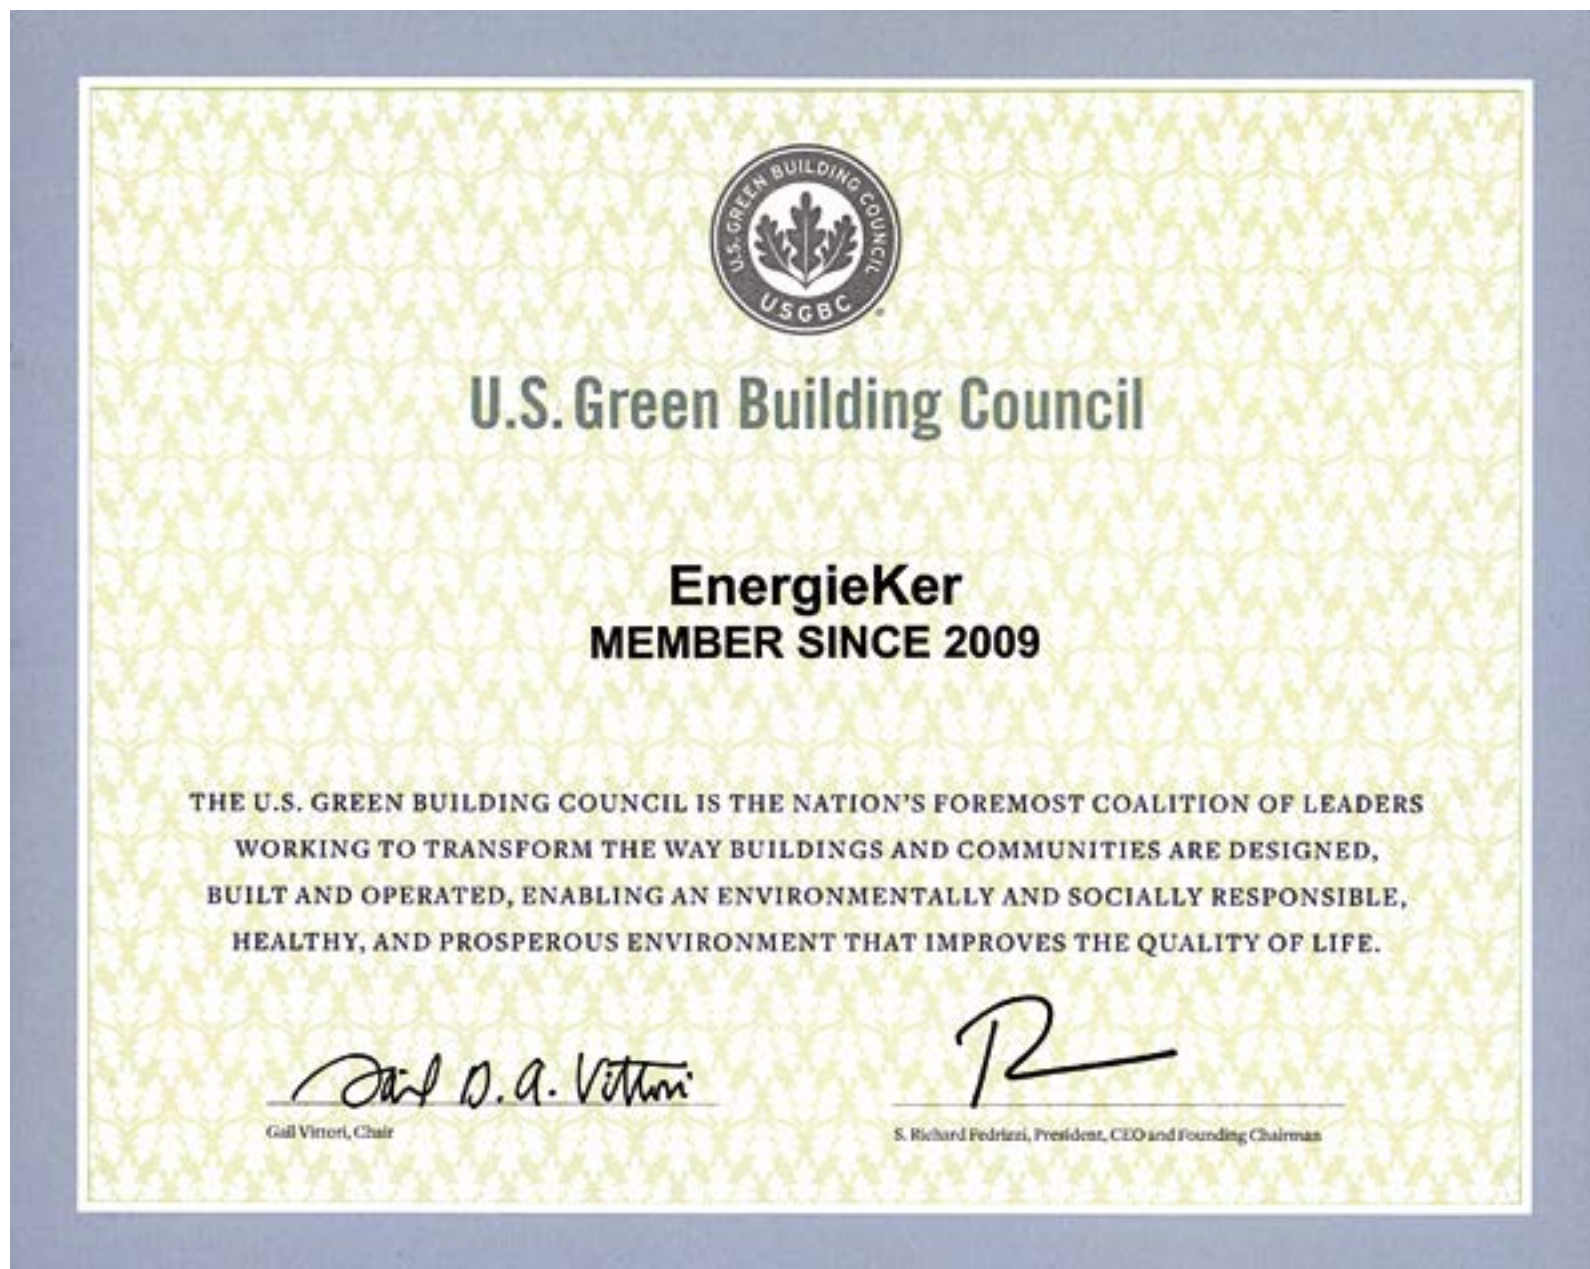 U.S. GREEN BUILDING COUNCIL
USGBC
U.S. Green Building Council
EnergieKer
MEMBER SINCE 2009
THE U.S. GREEN BUILDING COUNCIL IS THE NATION'S FOREMOST COALITION OF LEADERS
WORKING TO TRANSFORM THE WAY BUILDINGS AND COMMUNITIES ARE DESIGNED,
BUILT AND OPERATED, ENABLING AN ENVIRONMENTALLY AND SOCIALLY RESPONSIBLE,
HEALTHY, AND PROSPEROUS ENVIRONMENT THAT IMPROVES THE QUALITY OF LIFE.
Gail D. A. Vittori
Gail Vittori, Chair
S. Richard Fedrizzi, President, CEO and Founding Chairman